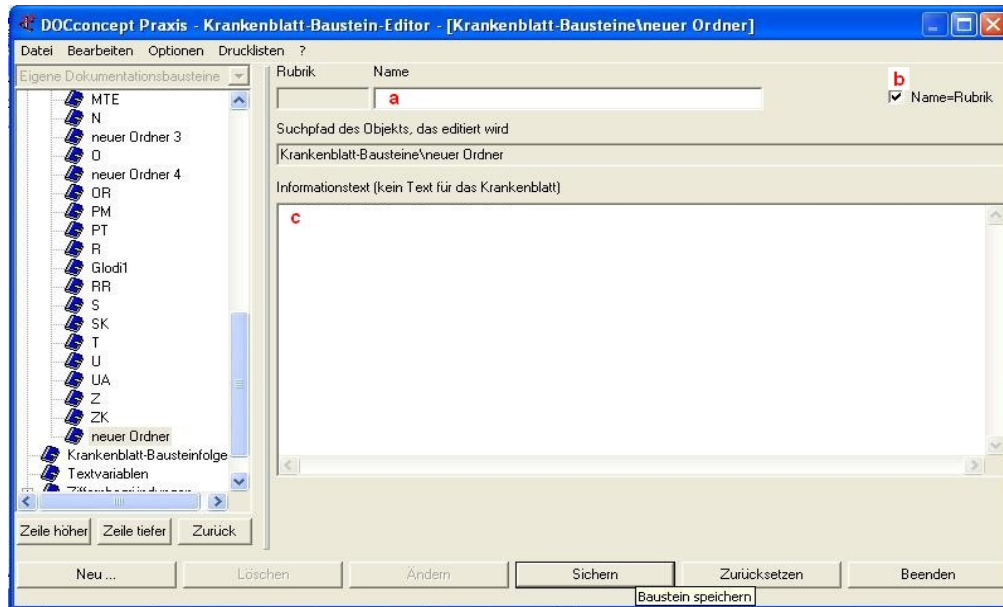 DOCconcept Praxis - Krankenblatt-Baustein-Editor - [Krankenblatt-Bausteine\neuer Ordner]
Datei Bearbeiten Optionen Drucklisten ?
Eigene Dokumentationsbausteine
MTE
N
neuer Ordner 3
O
neuer Ordner 4
OR
PM
PT
R
Glodi1
RR
S
SK
T
U
UA
Z
ZK
neuer Ordner
Krankenblatt-Bausteinfolge
Textvariablen
Zeile höher Zeile tiefer Zurück
Rubrik Name
a
b
Name=Rubrik
Suchpfad des Objekts, das editiert wird
Krankenblatt-Bausteine\neuer Ordner
Informationstext (kein Text für das Krankenblatt)
c
Neu ... Löschen Ändern Sichern Zurücksetzen Beenden
Baustein speichern